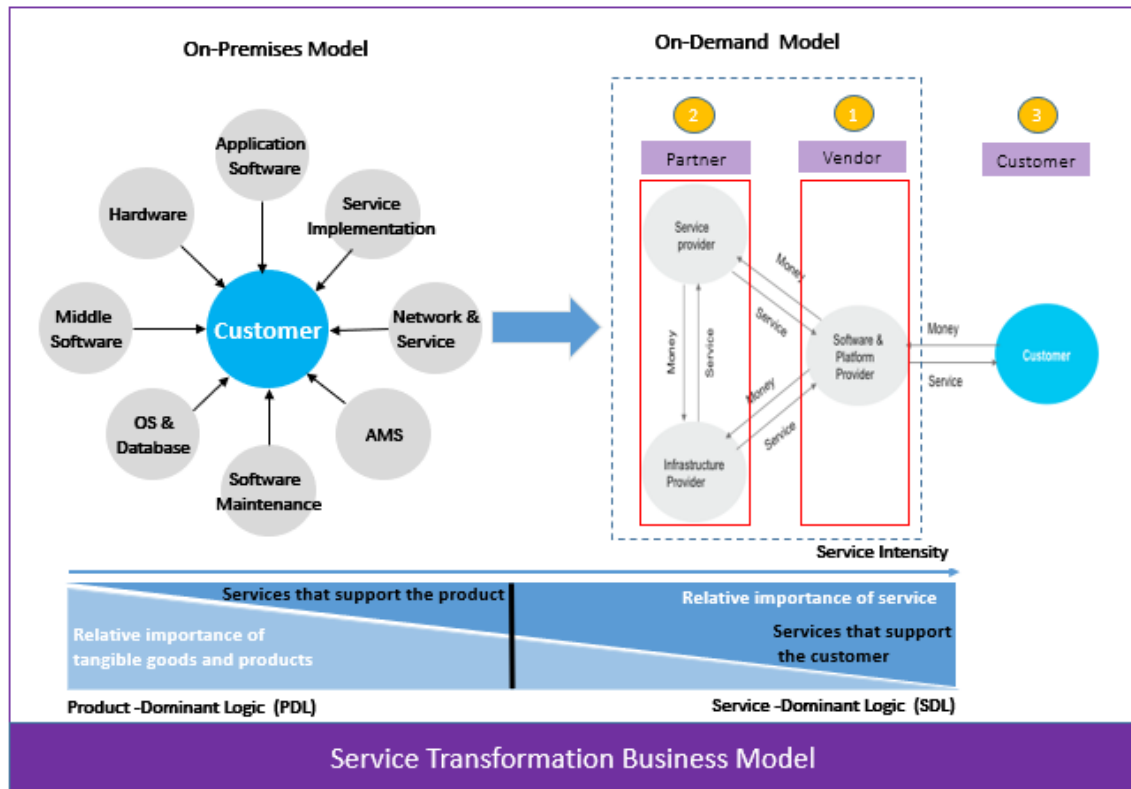 On-Premises Model
Application
Software
Hardware
Service
Implementation
Middle
Software
Customer
Network &
Service
OS &
Database
AMS
Software
Maintenance
On-Demand Model
2
1
3
Partner
Vendor
Customer
Service
provider
Money
Service
Money
Service
Software &
Platform
Provider
Money
Service
Customer
Money
Service
Infrastructure
Provider
Service Intensity
Services that support the product
Relative importance of service
Relative importance of
tangible goods and products
Services that support
the customer
Product -Dominant Logic (PDL)
Service -Dominant Logic (SDL)
Service Transformation Business Model